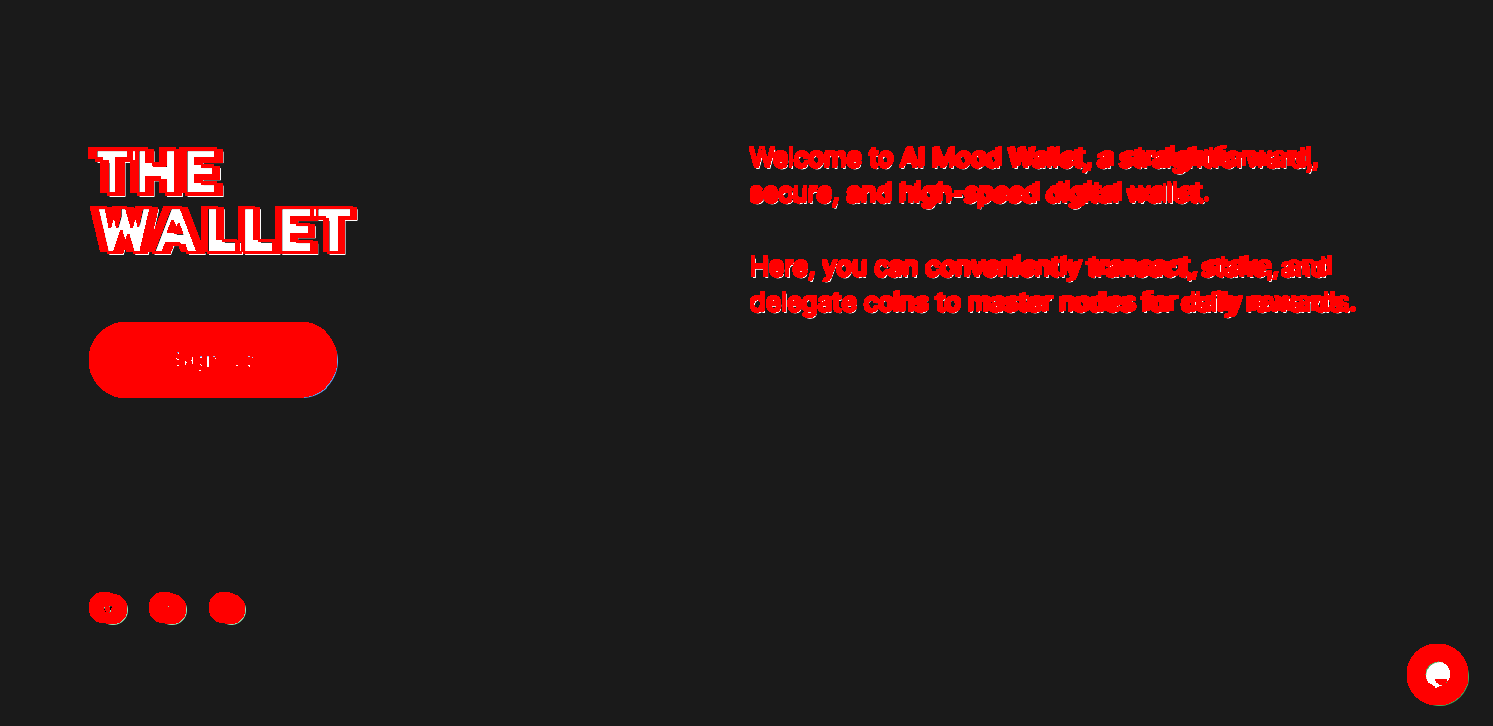 THE
WALLET
Welcome to AI Mood Wallet, a straightforward,
secure, and high-speed digital wallet.
Here, you can conveniently transact, stake, and
delegate coins to master nodes for daily rewards.
Sign